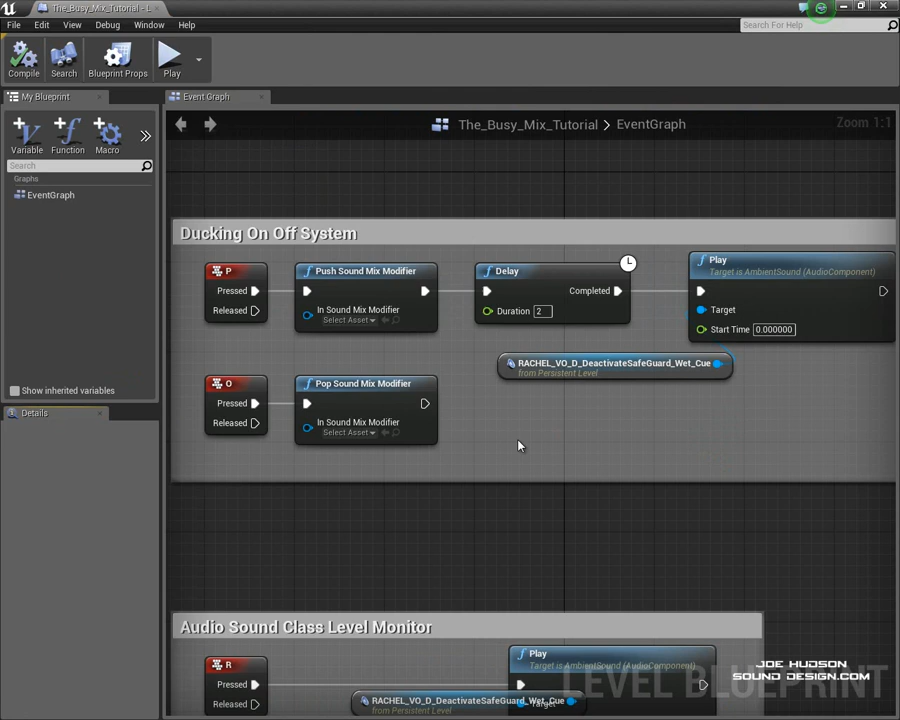 The_Busy_Mix_Tutorial - L
File Edit View Debug Window Help
Search For Help
Compile Search Blueprint Props Play
My Blueprint
Event Graph
Variable Function Macro
Search
Graphs
EventGraph
Show inherited variables
Details
The_Busy_Mix_Tutorial > EventGraph
Zoom 1:1
Ducking On Off System
P
Pressed
Released
Push Sound Mix Modifier
In Sound Mix Modifier
Select Asset
Delay
Completed
Duration 2
Play
Target is AmbientSound (AudioComponent)
Target
Start Time 0.000000
RACHEL_VO_D_DeactivateSafeGuard_Wet_Cue
from Persistent Level
O
Pressed
Released
Pop Sound Mix Modifier
In Sound Mix Modifier
Select Asset
Audio Sound Class Level Monitor
R
Pressed
Released
Play
Target is AmbientSound (AudioComponent)
Target
RACHEL_VO_D_DeactivateSafeGuard_Wet_Cue
from Persistent Level
LEVEL BLUEPRINT
JOE HUDSON
SOUND DESIGN.COM